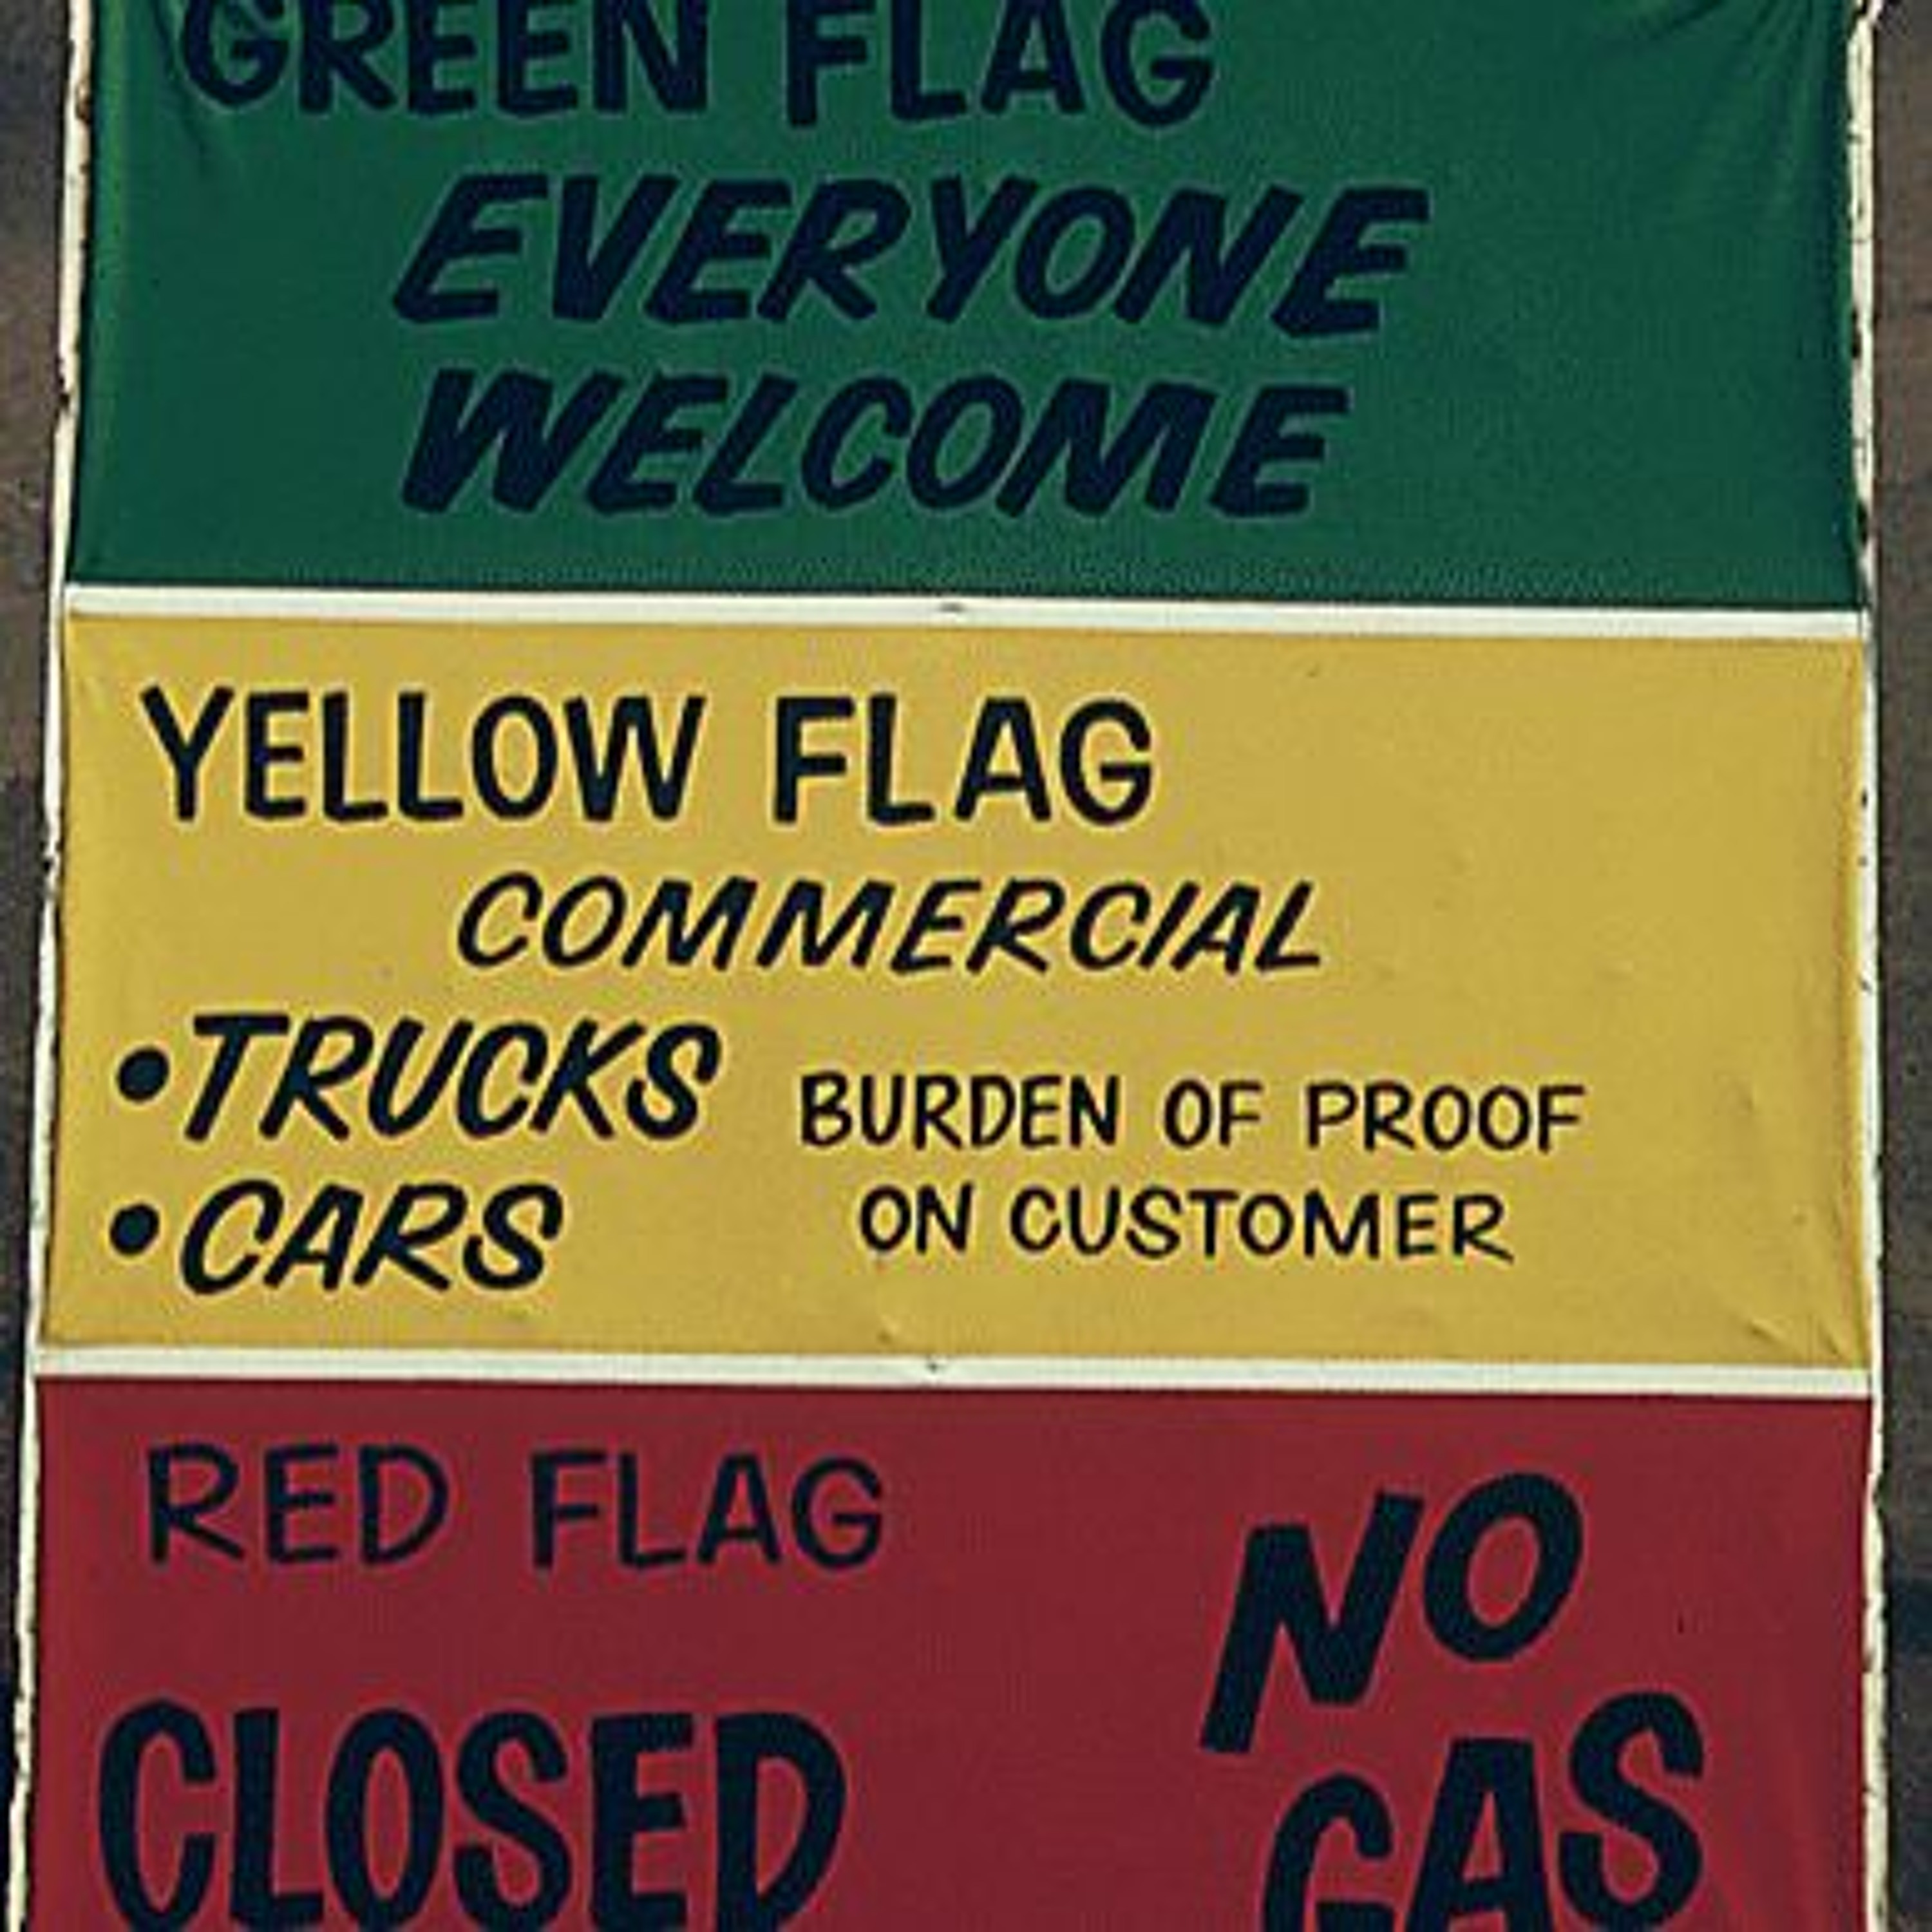 GREEN FLAG
EVERYONE
WELCOME
YELLOW FLAG
COMMERCIAL
•TRUCKS
•CARS
BURDEN OF PROOF
ON CUSTOMER
RED FLAG
CLOSED
NO
GAS